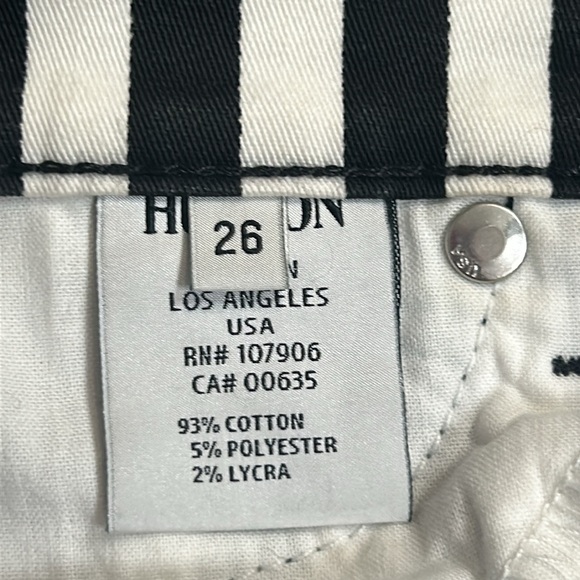 26
LOS ANGELES
USA
RN# 107906
CA# 00635
93% COTTON
5% POLYESTER
2% LYCRA